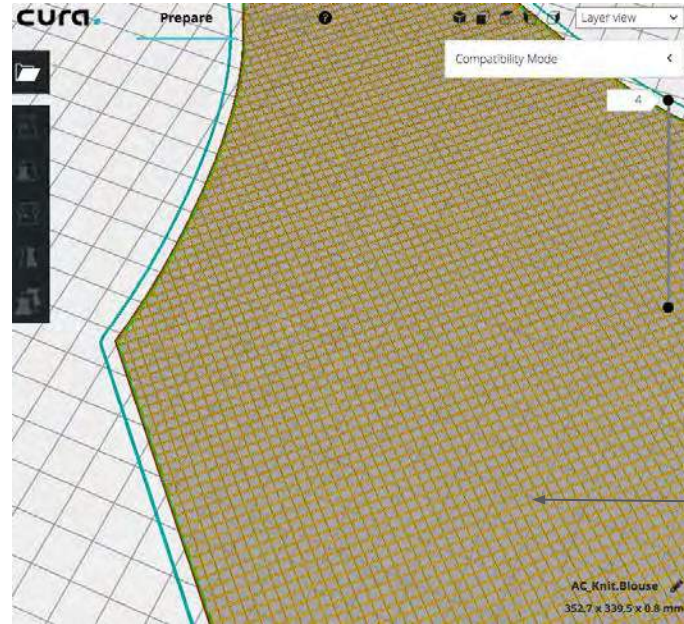 cura.
Prepare
?
Layer view
Compatibility Mode
4
AC_Knit.Blouse
352.7 x 339.5 x 0.8 mm